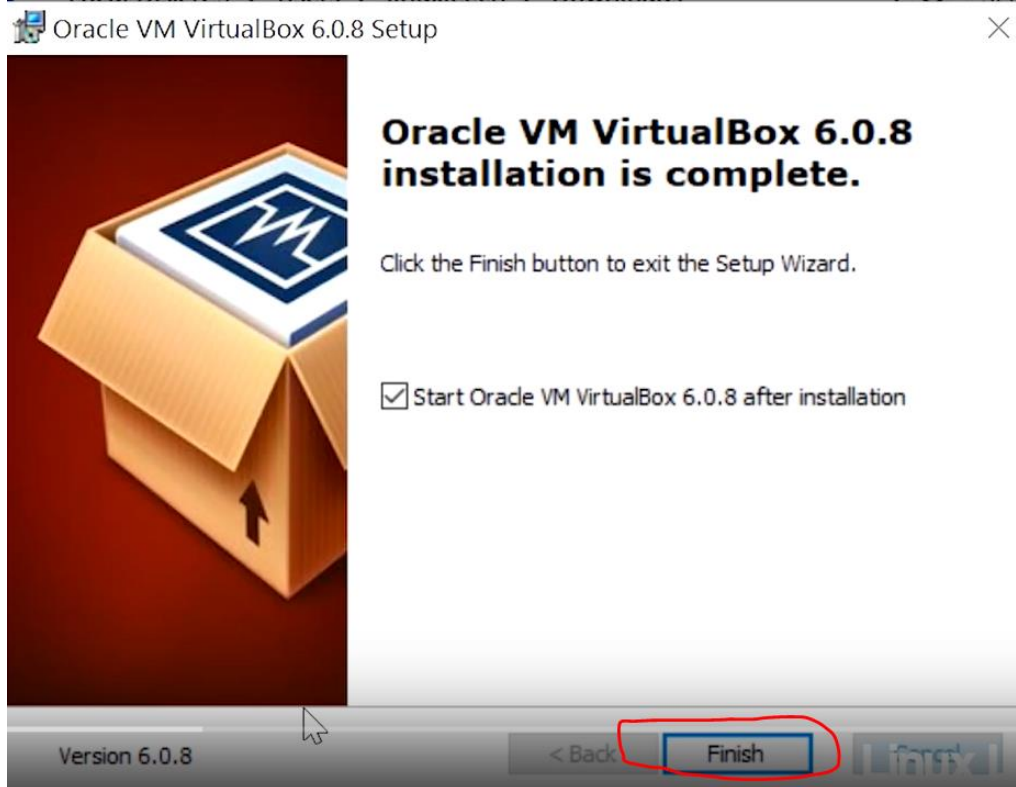 Oracle VM VirtualBox 6.0.8 Setup
Oracle VM VirtualBox 6.0.8
installation is complete.
Click the Finish button to exit the Setup Wizard.
Start Oracle VM VirtualBox 6.0.8 after installation
Version 6.0.8
< Back
Finish
Cancel
Linux